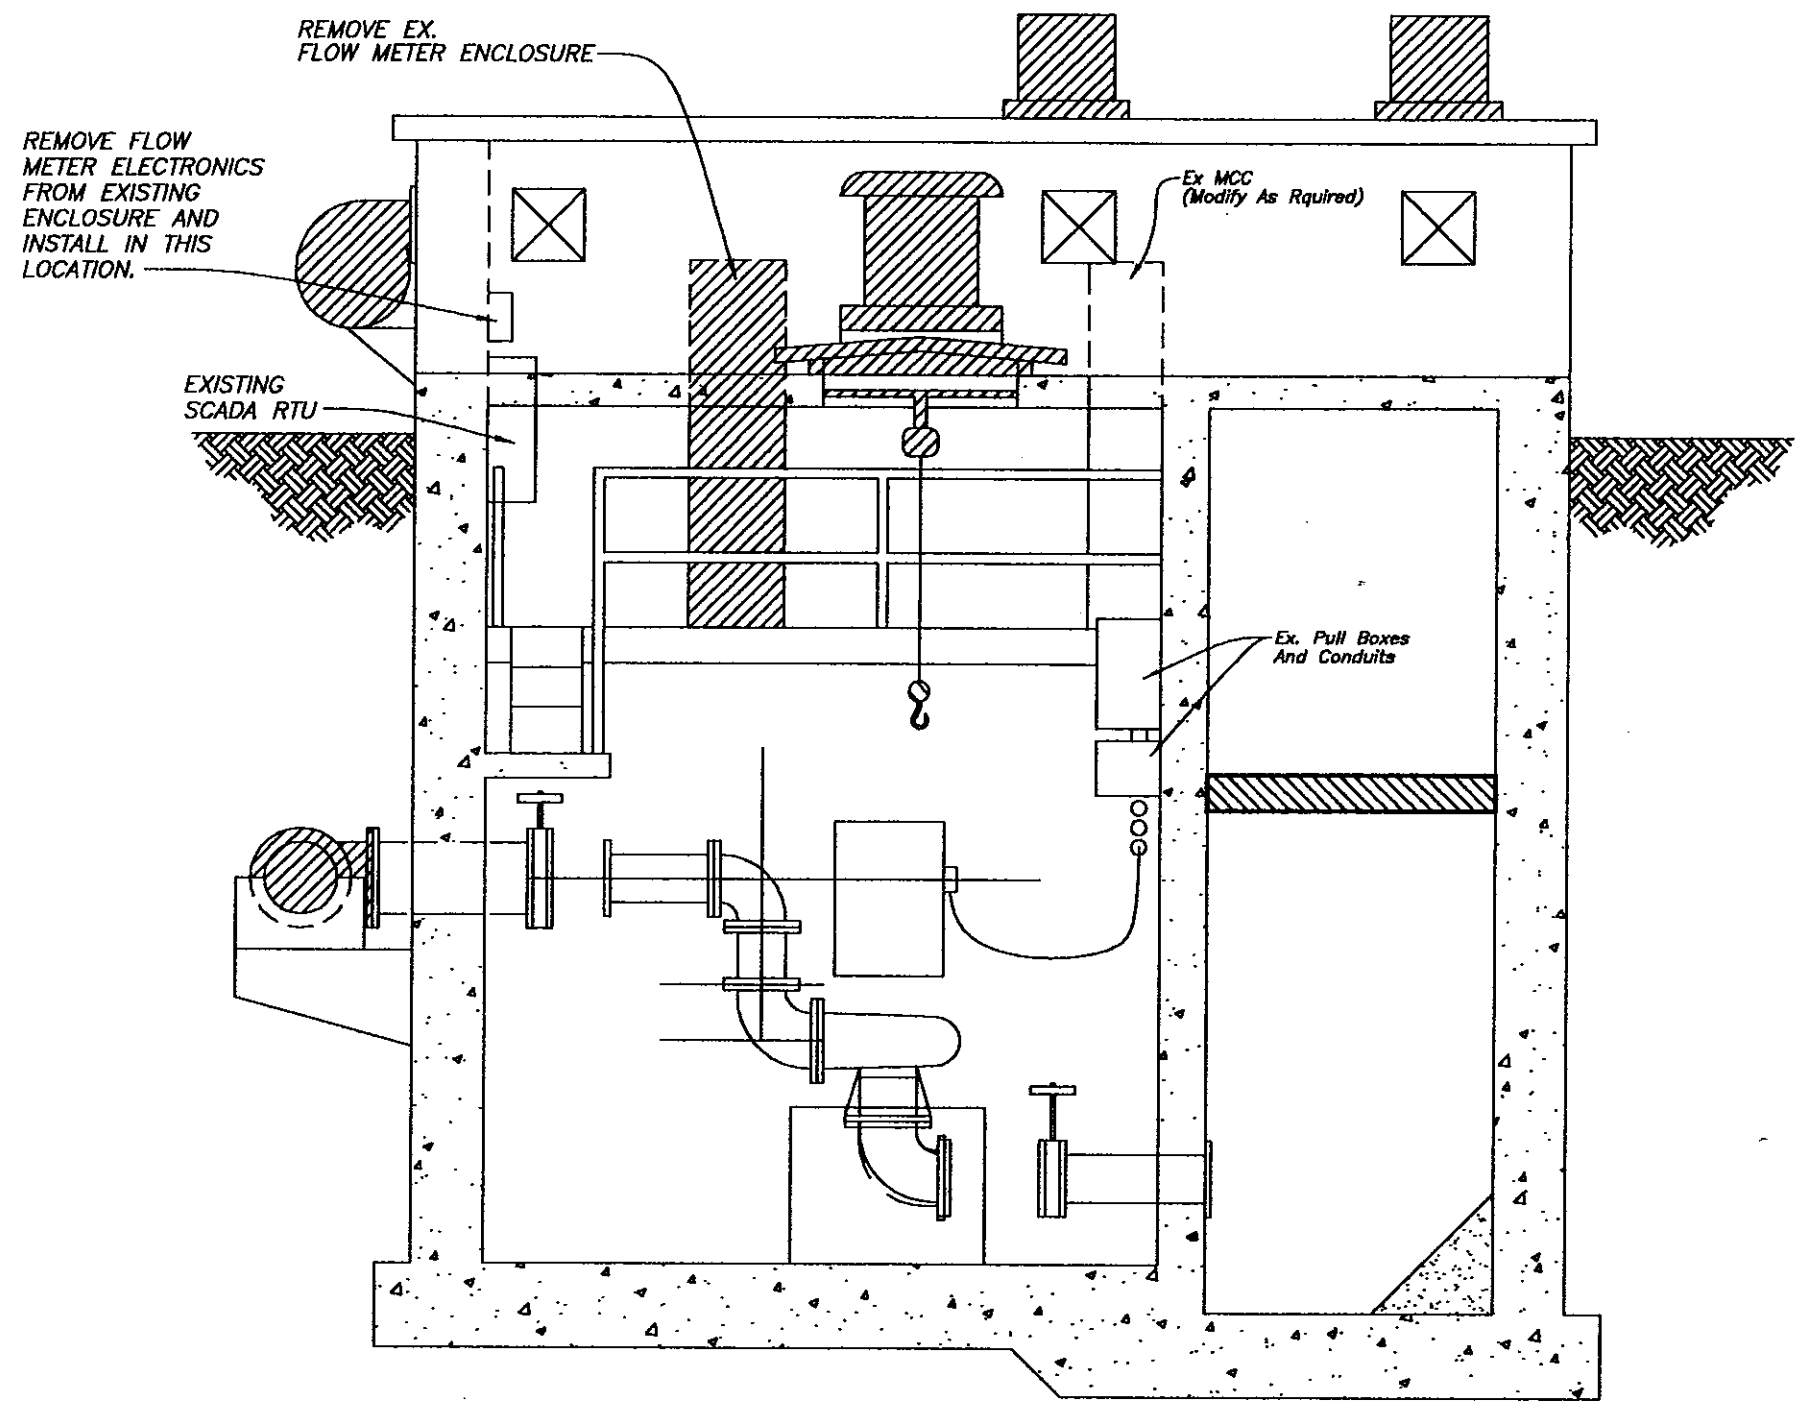 REMOVE EX.
FLOW METER ENCLOSURE
REMOVE FLOW
METER ELECTRONICS
FROM EXISTING
ENCLOSURE AND
INSTALL IN THIS
LOCATION.
Ex MCC
(Modify As Rquired)
EXISTING
SCADA RTU
Ex. Pull Boxes
And Conduits